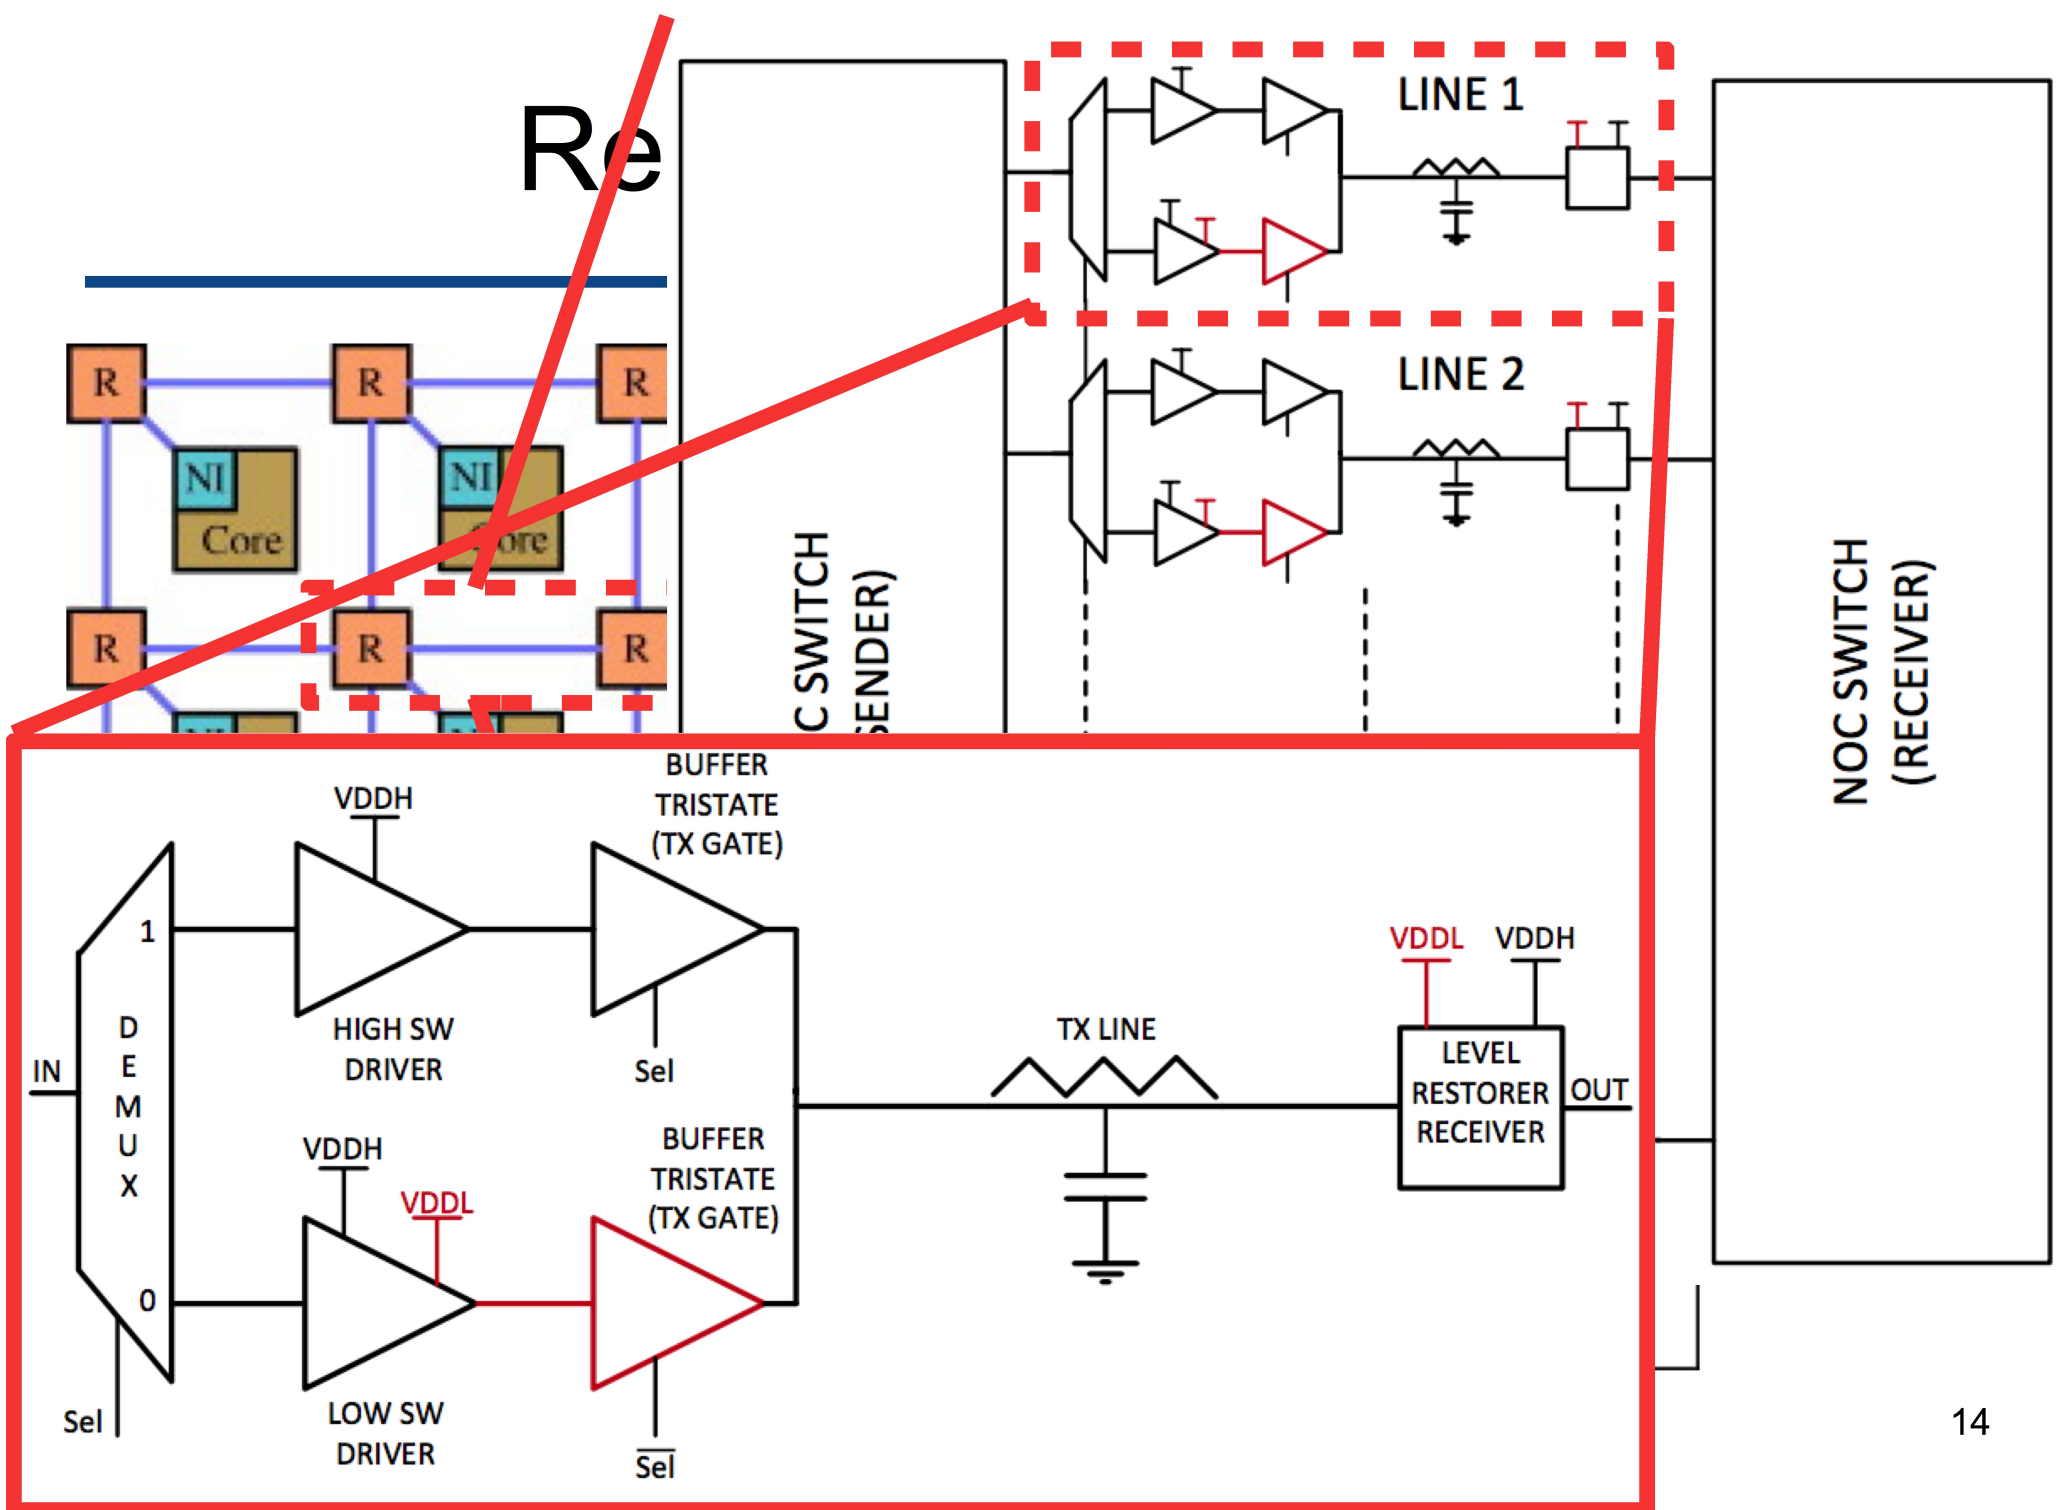 Re
R
R
R
NI
Core
NI
Core
R
R
R
C SWITCH
SENDER)
LINE 1
LINE 2
NOC SWITCH
(RECEIVER)
IN
DEMUX
1
0
Sel
VDDH
HIGH SW
DRIVER
BUFFER
TRISTATE
(TX GATE)
Sel
VDDH
VDDL
LOW SW
DRIVER
BUFFER
TRISTATE
(TX GATE)
Sel
TX LINE
VDDL
VDDH
LEVEL
RESTORER
RECEIVER
OUT
14